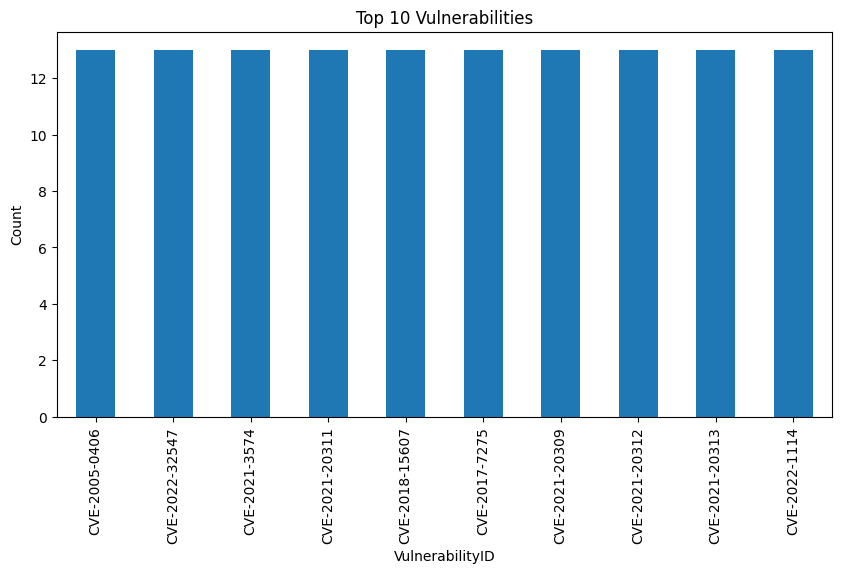 Top 10 Vulnerabilities
12
10
8
6
4
2
0
Count
CVE-2005-0406
CVE-2022-32547
CVE-2021-3574
CVE-2021-20311
CVE-2018-15607
CVE-2017-7275
CVE-2021-20309
CVE-2021-20312
CVE-2021-20313
CVE-2022-1114
VulnerabilityID